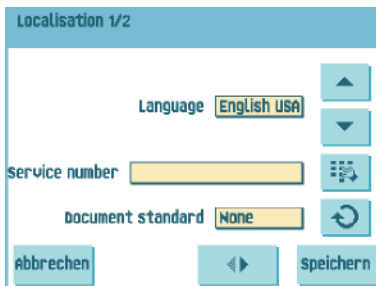 Localisation 1/2
Language English USA
Service number
Document standard None
Abbrechen Speichern